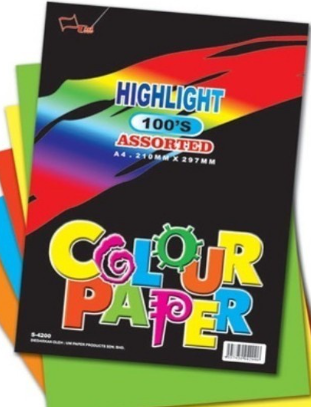 HIGHLIGHT
100'S
ASSORTED
A4 . 210MM X 297MM
COLOUR
PAPER
S-4200